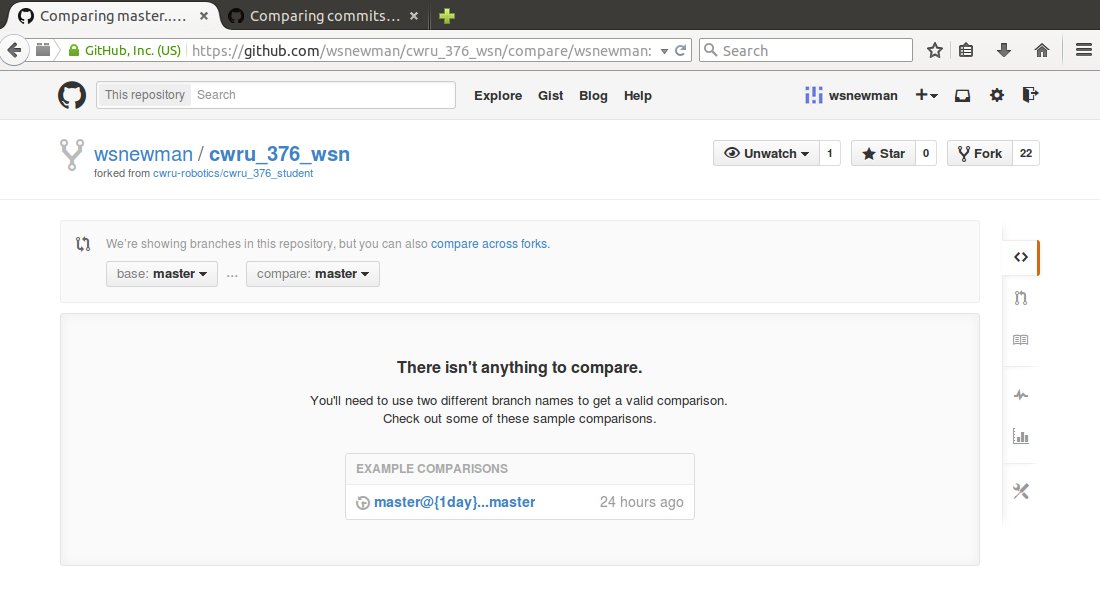 Comparing master.... Comparing commits...
GitHub, Inc. (US) https://github.com/wsnewman/cwru_376_wsn/compare/wsnewman: Search
This repository Search Explore Gist Blog Help wsnewman
wsnewman / cwru_376_wsn Unwatch 1 Star 0 Fork 22
forked from cwru-robotics/cwru_376_student
We're showing branches in this repository, but you can also compare across forks.
base: master ... compare: master
There isn't anything to compare.
You'll need to use two different branch names to get a valid comparison.
Check out some of these sample comparisons.
EXAMPLE COMPARISONS
master@{1day}...master 24 hours ago